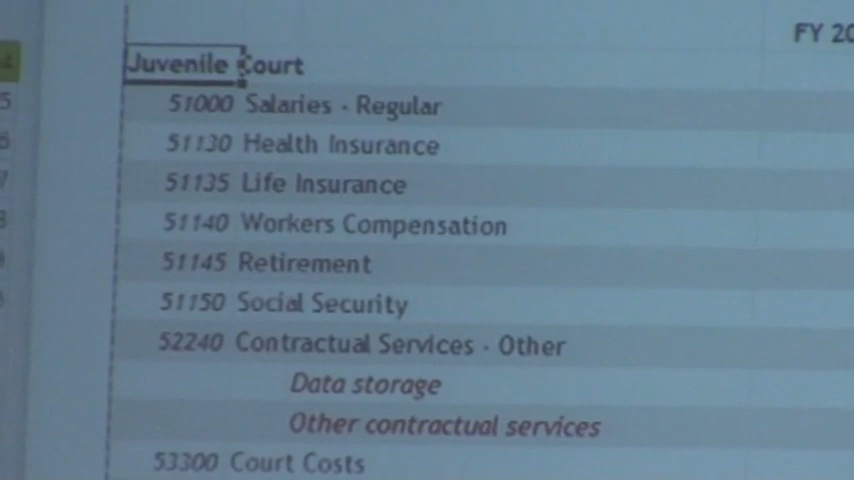 FY 20
Juvenile Court
51000 Salaries - Regular
51130 Health Insurance
51135 Life Insurance
51140 Workers Compensation
51145 Retirement
51150 Social Security
52240 Contractual Services - Other
Data storage
Other contractual services
53300 Court Costs